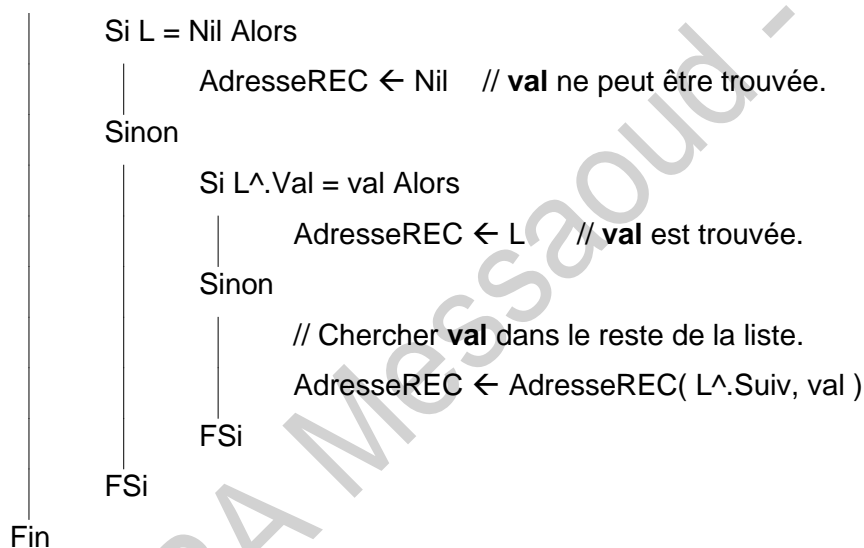 Si L = Nil Alors
AdresseREC ← Nil // val ne peut être trouvée.
Sinon
Si L^.Val = val Alors
AdresseREC ← L // val est trouvée.
Sinon
// Chercher val dans le reste de la liste.
AdresseREC ← AdresseREC( L^.Suiv, val )
FSi
FSi
Fin
Messaoud -